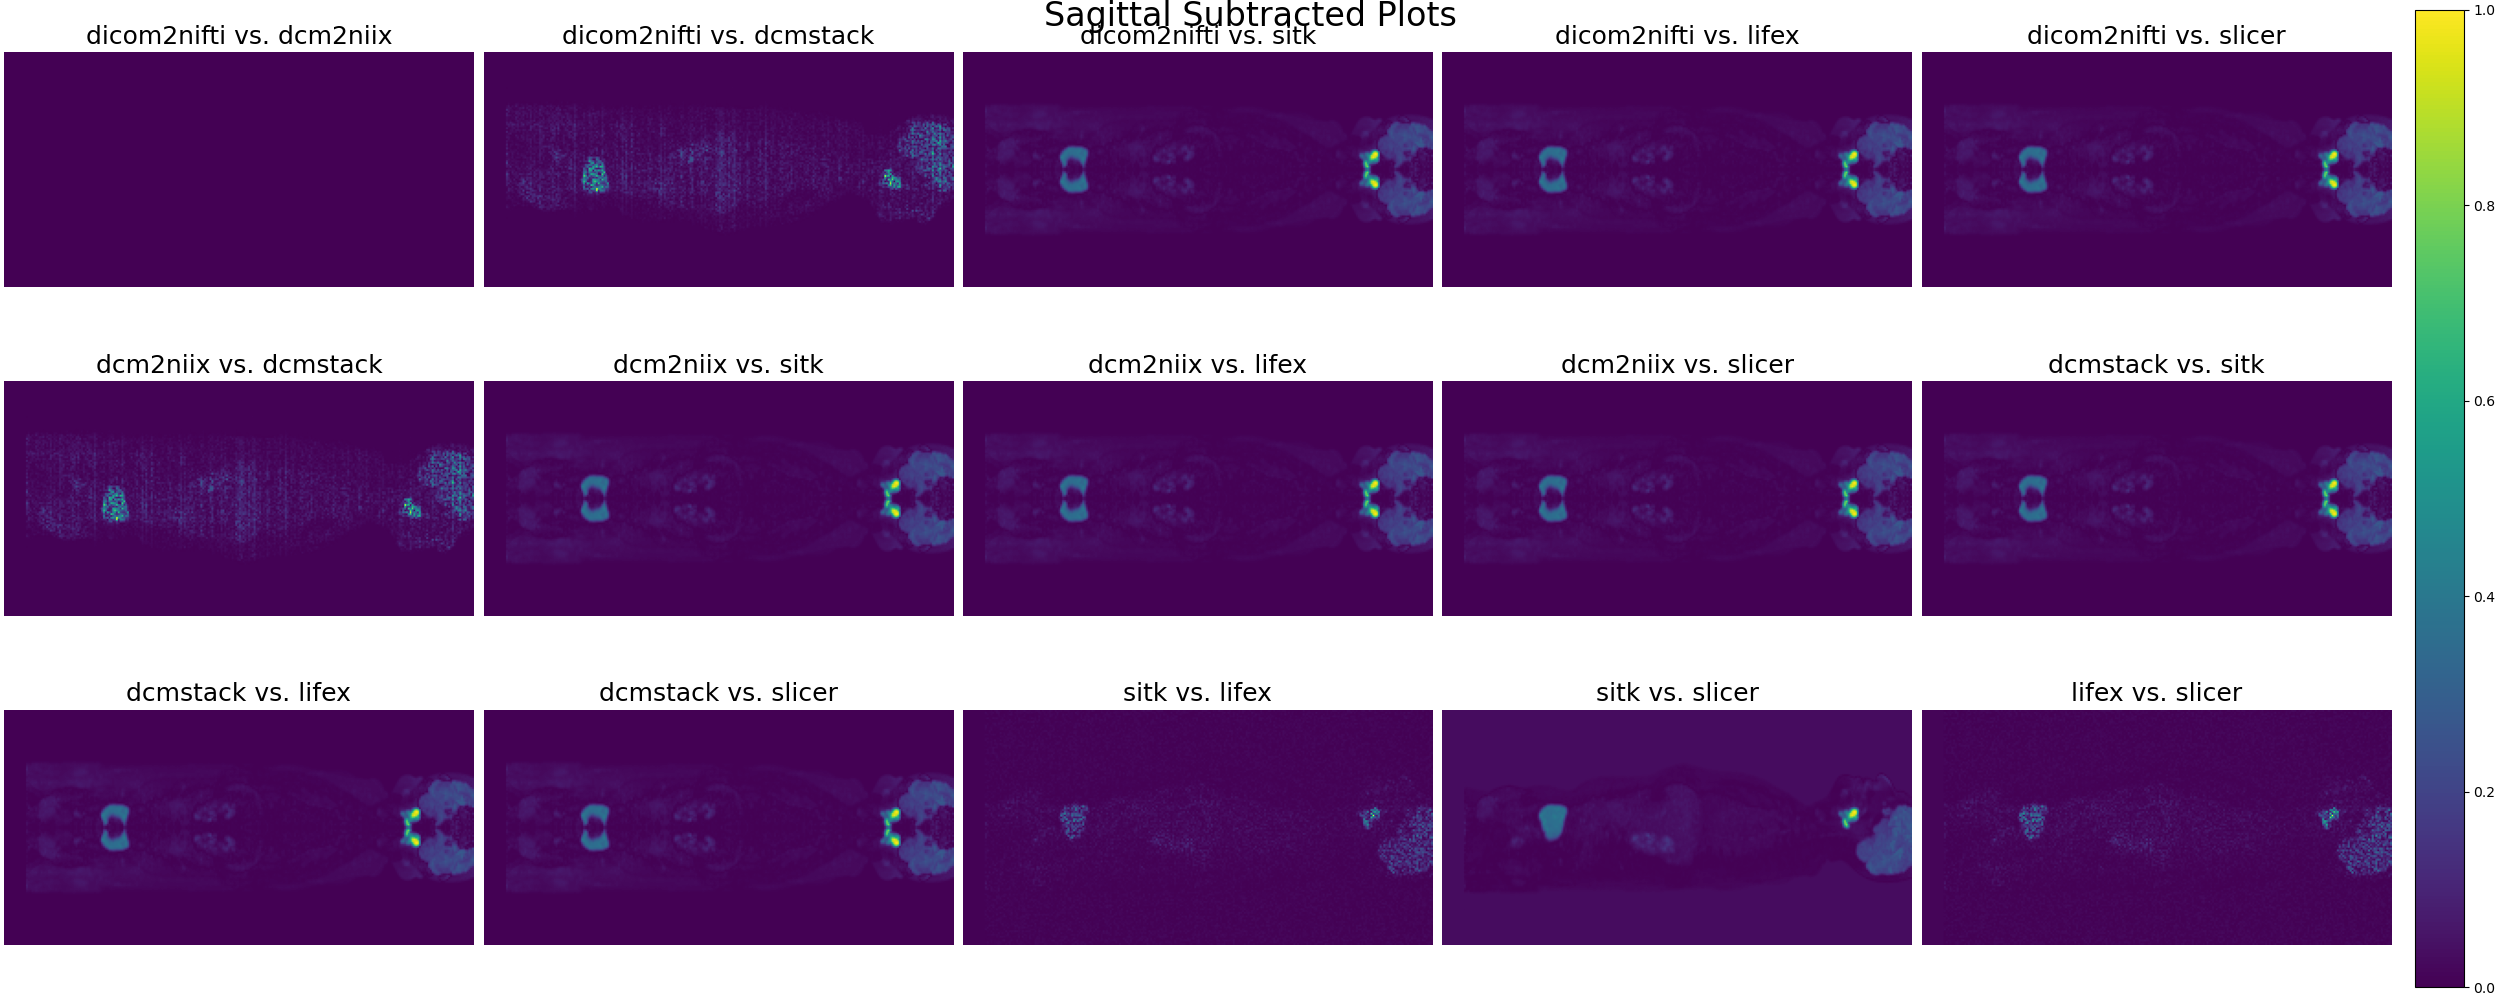 Sagittal Subtracted Plots
dicom2nifti vs. dcm2niix
dicom2nifti vs. dcmstack
dicom2nifti vs. sitk
dicom2nifti vs. lifex
dicom2nifti vs. slicer
dcm2niix vs. dcmstack
dcm2niix vs. sitk
dcm2niix vs. lifex
dcm2niix vs. slicer
dcmstack vs. sitk
dcmstack vs. lifex
dcmstack vs. slicer
sitk vs. lifex
sitk vs. slicer
lifex vs. slicer
1.0
0.8
0.6
0.4
0.2
0.0